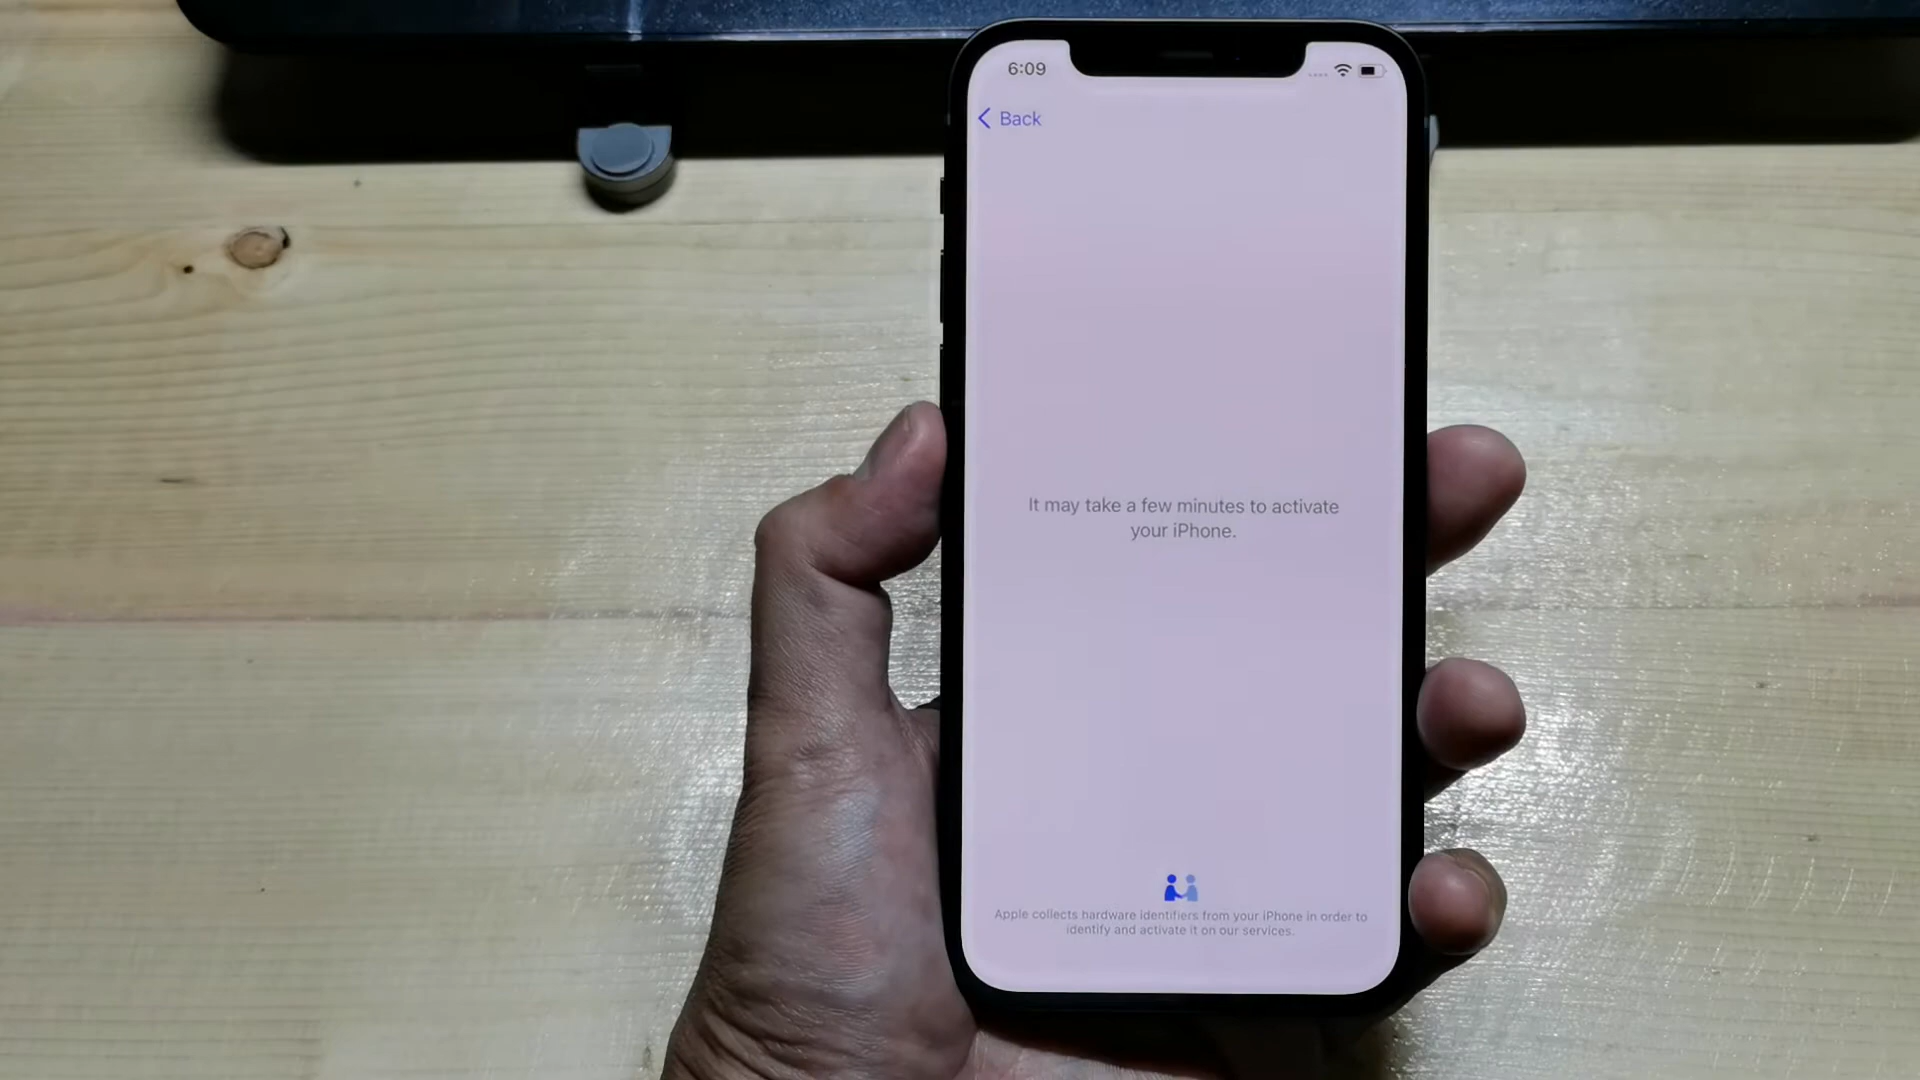 6:09
Back
It may take a few minutes to activate
your iPhone.
Apple collects hardware identifiers from your iPhone in order to
identify and activate it on our services.